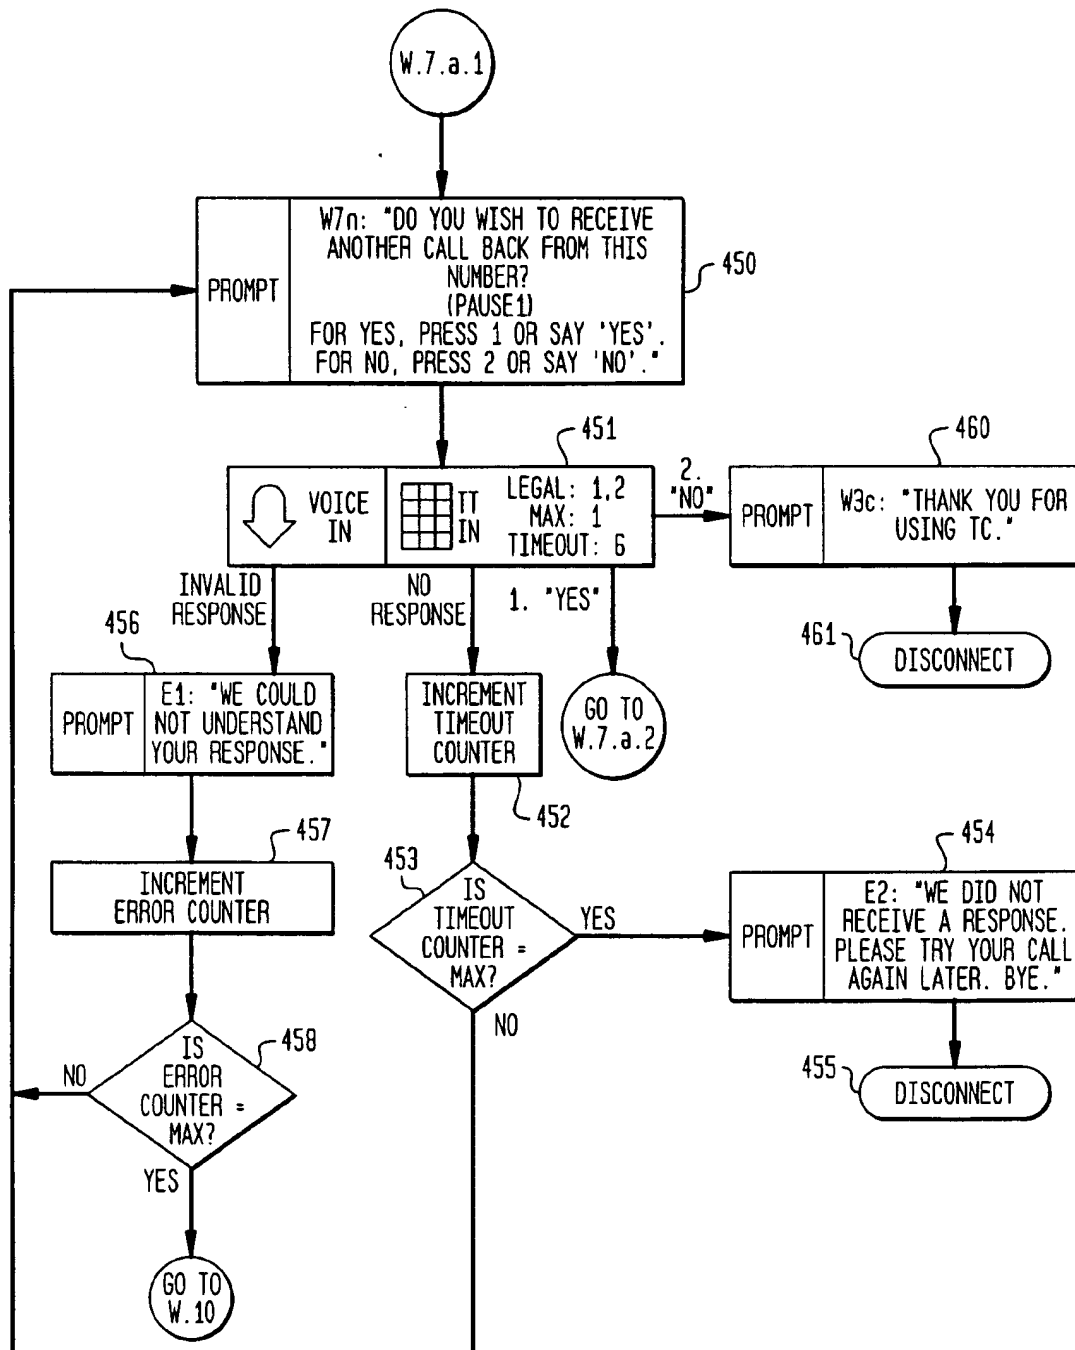 W.7.a.1
PROMPT
W7n: "DO YOU WISH TO RECEIVE
ANOTHER CALL BACK FROM THIS
NUMBER?
(PAUSE1)
FOR YES, PRESS 1 OR SAY 'YES'.
FOR NO, PRESS 2 OR SAY 'NO'."
450
451
VOICE
IN
TT
IN
LEGAL: 1,2
MAX: 1
TIMEOUT: 6
2.
"NO"
460
PROMPT
W3c: "THANK YOU FOR
USING TC."
461
DISCONNECT
INVALID
RESPONSE
NO
RESPONSE
1. "YES"
456
PROMPT
E1: "WE COULD
NOT UNDERSTAND
YOUR RESPONSE."
INCREMENT
TIMEOUT
COUNTER
452
GO TO
W.7.a.2
457
INCREMENT
ERROR COUNTER
453
IS
TIMEOUT
COUNTER =
MAX?
YES
NO
454
PROMPT
E2: "WE DID NOT
RECEIVE A RESPONSE.
PLEASE TRY YOUR CALL
AGAIN LATER. BYE."
455
DISCONNECT
458
IS
ERROR
COUNTER =
MAX?
NO
YES
GO TO
W.10